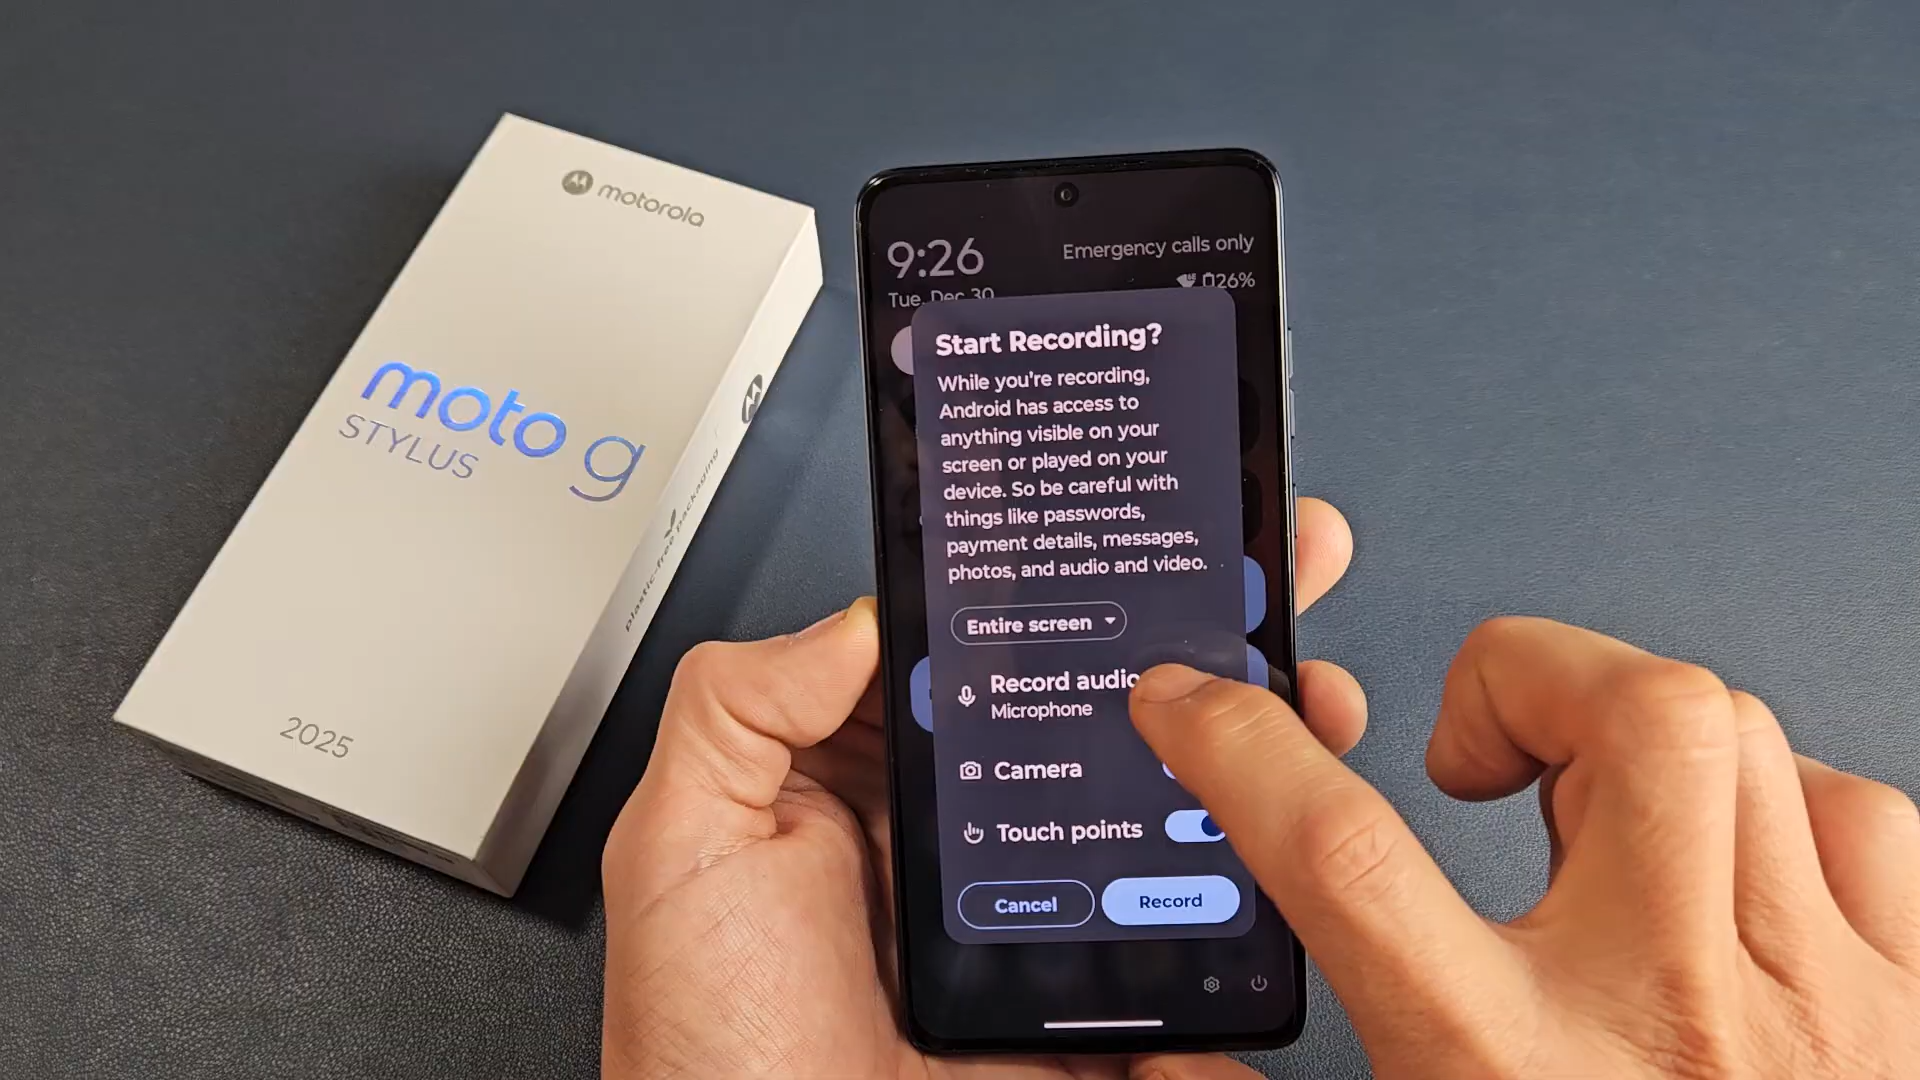 motorola
moto g
STYLUS
2025
plastic-free packaging
9:26
Emergency calls only
Tue, Dec 30
26%
Start Recording?
While you're recording,
Android has access to
anything visible on your
screen or played on your
device. So be careful with
things like passwords,
payment details, messages,
photos, and audio and video.
Entire screen
Record audio
Microphone
Camera
Touch points
Cancel
Record